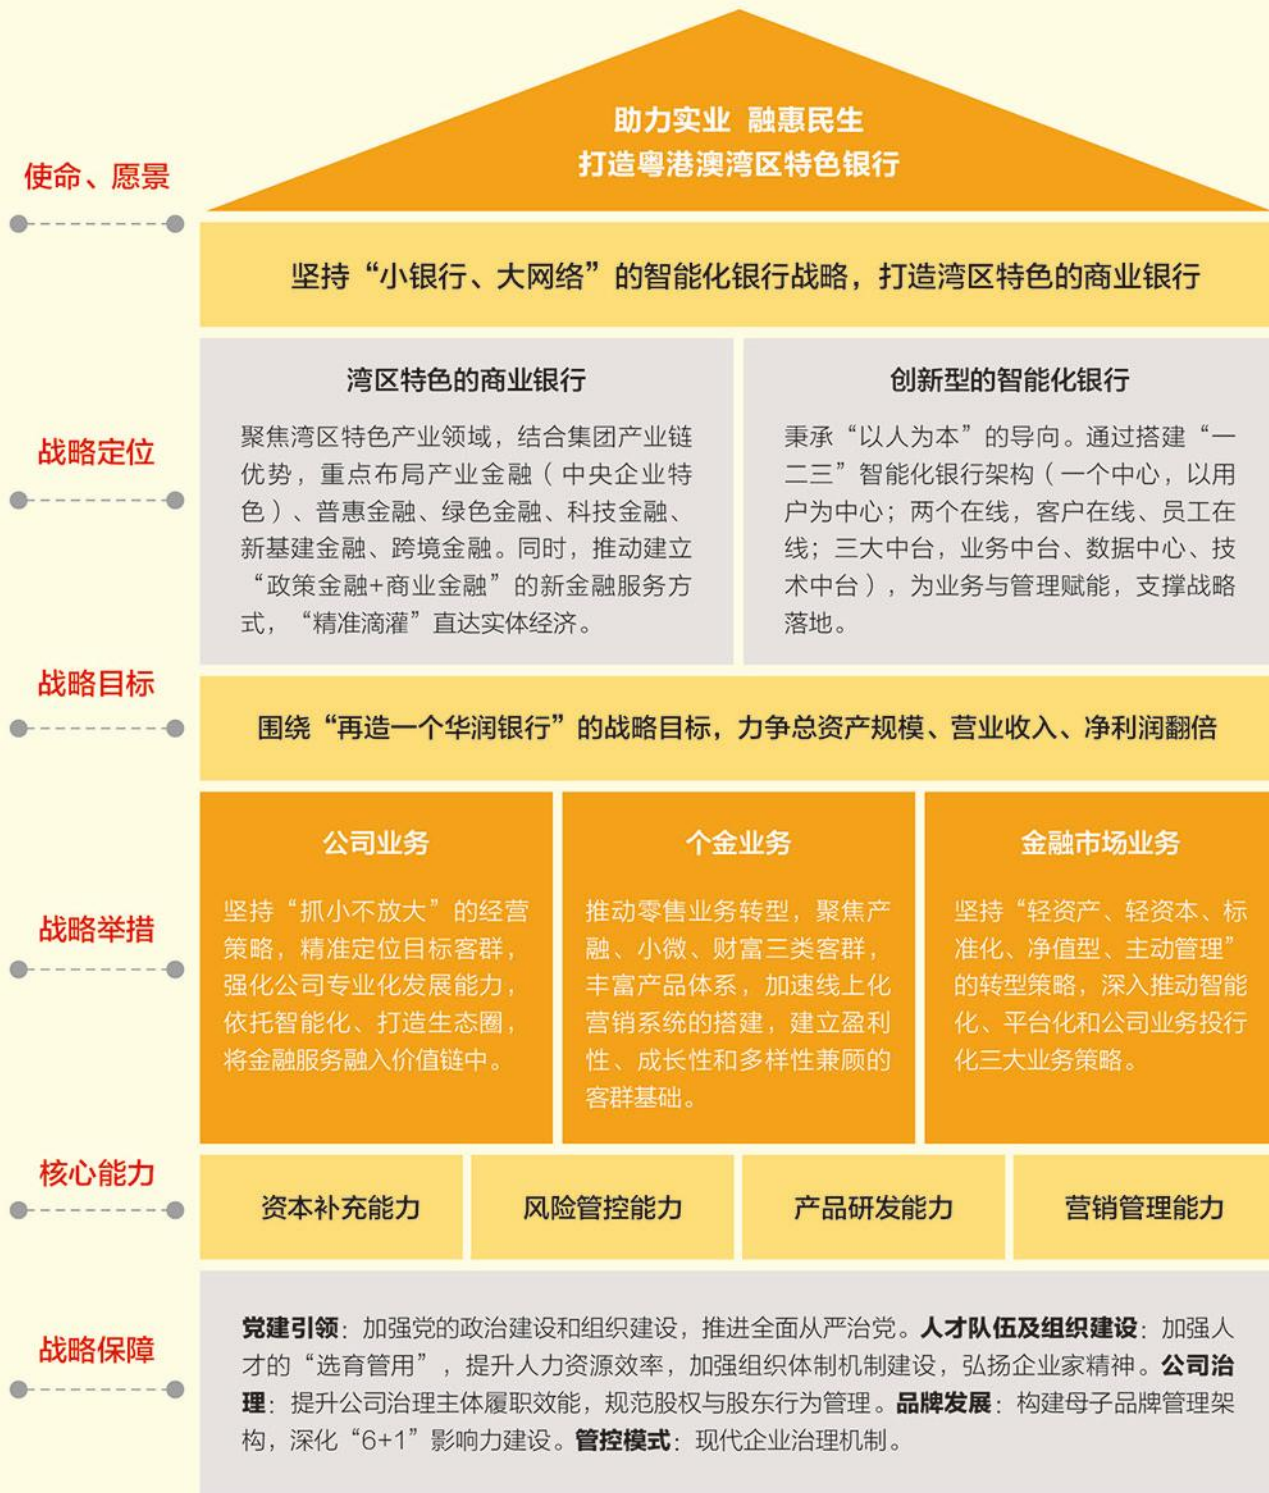 助力实业 融惠民生
打造粤港澳湾区特色银行
使命、愿景
坚持“小银行、大网络”的智能化银行战略，打造湾区特色的商业银行
战略定位
湾区特色的商业银行
聚焦湾区特色产业领域，结合集团产业链
优势，重点布局产业金融（中央企业特
色）、普惠金融、绿色金融、科技金融、
新基建金融、跨境金融。同时，推动建立
“政策金融+商业金融”的新金融服务方
式，“精准滴灌”直达实体经济。
创新型的智能化银行
秉承“以人为本”的导向。通过搭建“一
二三”智能化银行架构（一个中心，以用
户为中心；两个在线，客户在线、员工在
线；三大中台，业务中台、数据中心、技
术中台），为业务与管理赋能，支撑战略
落地。
战略目标
围绕“再造一个华润银行”的战略目标，力争总资产规模、营业收入、净利润翻倍
战略举措
公司业务
坚持“抓小不放大”的经营
策略，精准定位目标客群，
强化公司专业化发展能力，
依托智能化、打造生态圈，
将金融服务融入价值链中。
个金业务
推动零售业务转型，聚焦产
融、小微、财富三类客群，
丰富产品体系，加速线上化
营销系统的搭建，建立盈利
性、成长性和多样性兼顾的
客群基础。
金融市场业务
坚持“轻资产、轻资本、标
准化、净值型、主动管理”
的转型策略，深入推动智能
化、平台化和公司业务投行
化三大业务策略。
核心能力
资本补充能力
风险管控能力
产品研发能力
营销管理能力
战略保障
党建引领：加强党的政治建设和组织建设，推进全面从严治党。人才队伍及组织建设：加强人
才的“选育管用”，提升人力资源效率，加强组织体制机制建设，弘扬企业家精神。公司治
理：提升公司治理主体履职效能，规范股权与股东行为管理。品牌发展：构建母子品牌管理架
构，深化“6+1”影响力建设。管控模式：现代企业治理机制。